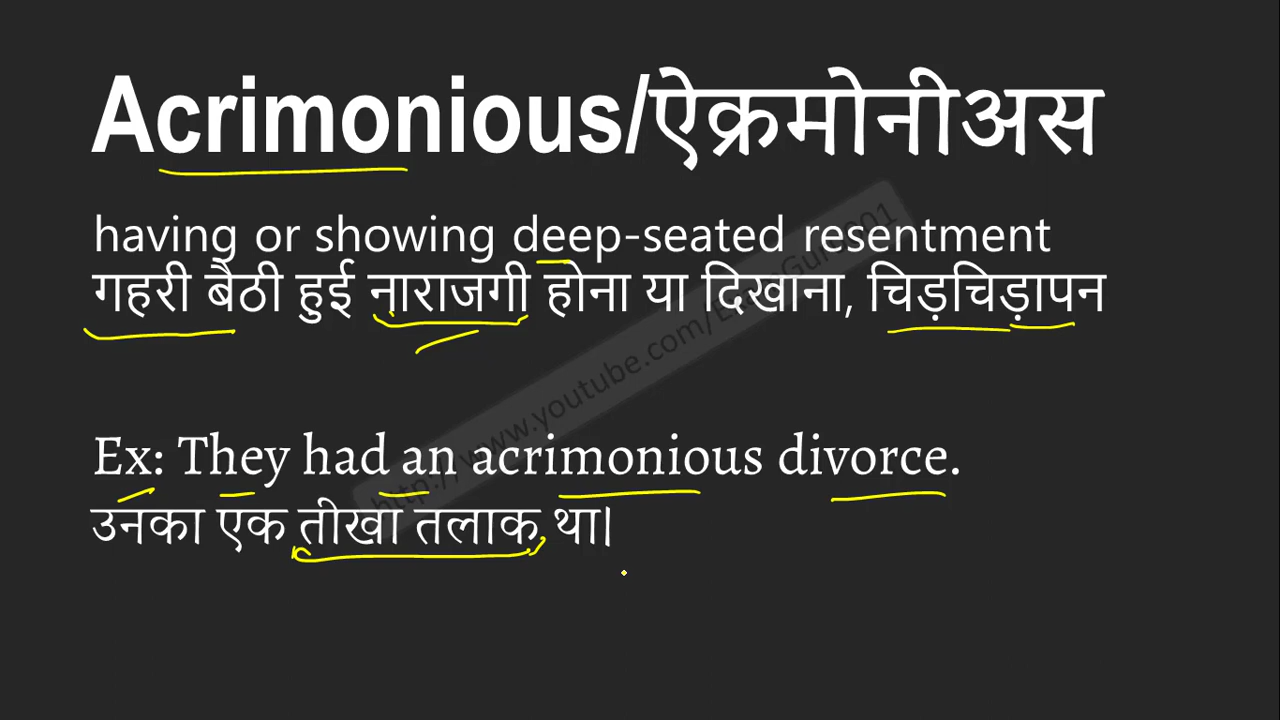 Acrimonious/ऐक्रमोनीअस
having or showing deep-seated resentment
गहरी बैठी हुई नाराजगी होना या दिखाना, चिड़चिड़ापन
Ex: They had an acrimonious divorce.
उनका एक तीखा तलाक था।